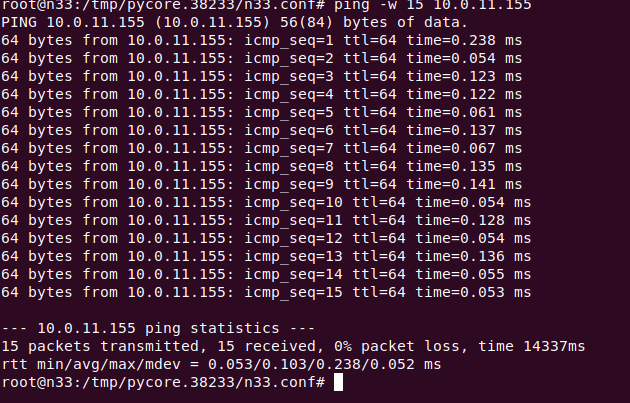 root@n33:/tmp/pycore.38233/n33.conf# ping -w 15 10.0.11.155
PING 10.0.11.155 (10.0.11.155) 56(84) bytes of data.
64 bytes from 10.0.11.155: icmp_seq=1 ttl=64 time=0.238 ms
64 bytes from 10.0.11.155: icmp_seq=2 ttl=64 time=0.054 ms
64 bytes from 10.0.11.155: icmp_seq=3 ttl=64 time=0.123 ms
64 bytes from 10.0.11.155: icmp_seq=4 ttl=64 time=0.122 ms
64 bytes from 10.0.11.155: icmp_seq=5 ttl=64 time=0.061 ms
64 bytes from 10.0.11.155: icmp_seq=6 ttl=64 time=0.137 ms
64 bytes from 10.0.11.155: icmp_seq=7 ttl=64 time=0.067 ms
64 bytes from 10.0.11.155: icmp_seq=8 ttl=64 time=0.135 ms
64 bytes from 10.0.11.155: icmp_seq=9 ttl=64 time=0.141 ms
64 bytes from 10.0.11.155: icmp_seq=10 ttl=64 time=0.054 ms
64 bytes from 10.0.11.155: icmp_seq=11 ttl=64 time=0.128 ms
64 bytes from 10.0.11.155: icmp_seq=12 ttl=64 time=0.054 ms
64 bytes from 10.0.11.155: icmp_seq=13 ttl=64 time=0.136 ms
64 bytes from 10.0.11.155: icmp_seq=14 ttl=64 time=0.055 ms
64 bytes from 10.0.11.155: icmp_seq=15 ttl=64 time=0.053 ms
--- 10.0.11.155 ping statistics ---
15 packets transmitted, 15 received, 0% packet loss, time 14337ms
rtt min/avg/max/mdev = 0.053/0.103/0.238/0.052 ms
root@n33:/tmp/pycore.38233/n33.conf#